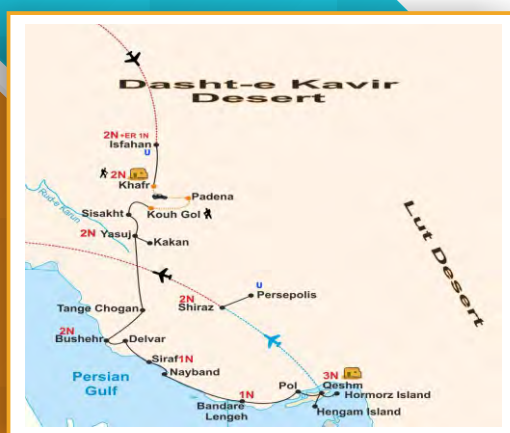 Dasht-e Kavir
Desert
2N +ER 1N
Isfahan
U
2N
Khafr
Padena
Sisakht
Kouh Gol
Rud-e Karun
2N Yasuj
Kakan
Lut Desert
U
Persepolis
2N
Shiraz
Tange Chogan
2N
Bushehr
Delvar
Siraf 1N
Nayband
Persian
Gulf
3N
Pol
Qeshm
1N
Hormorz Island
Bandare
Lengeh
Hengam Island